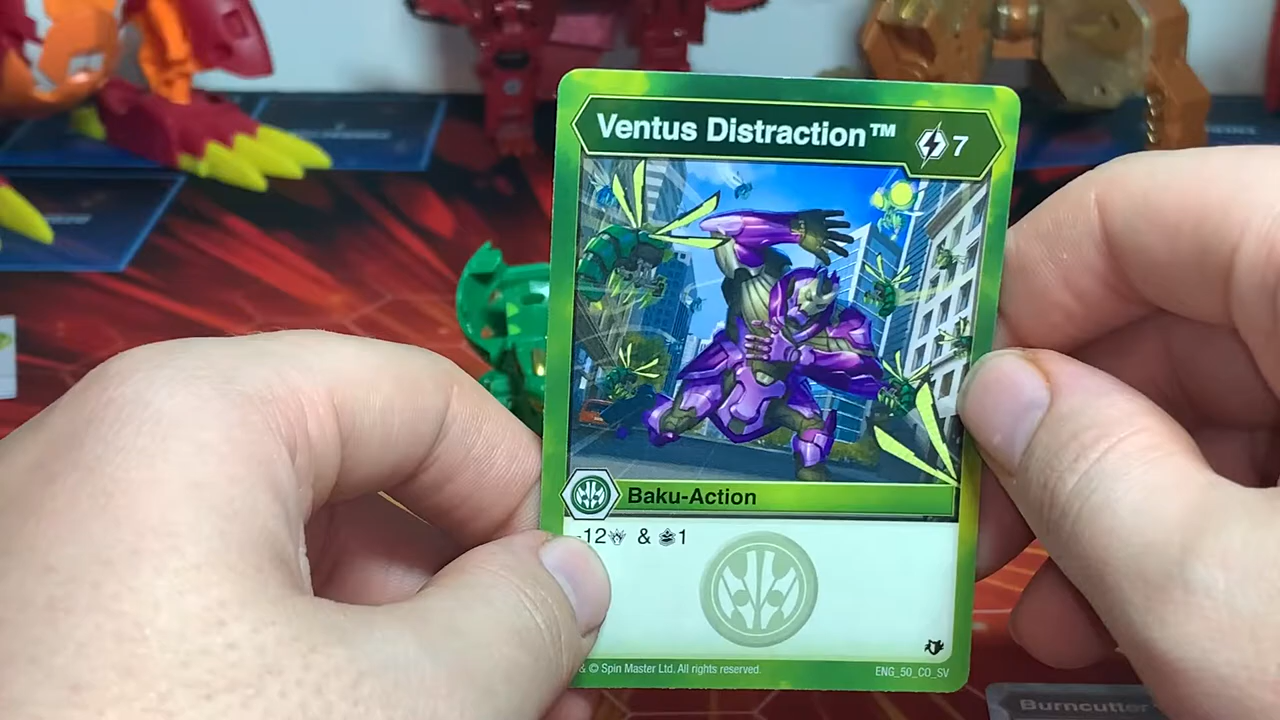 Ventus Distraction™ 7
Baku-Action
-12 & 1
& © Spin Master Ltd. All rights reserved.
ENG_50_CO_SV
Burncutter